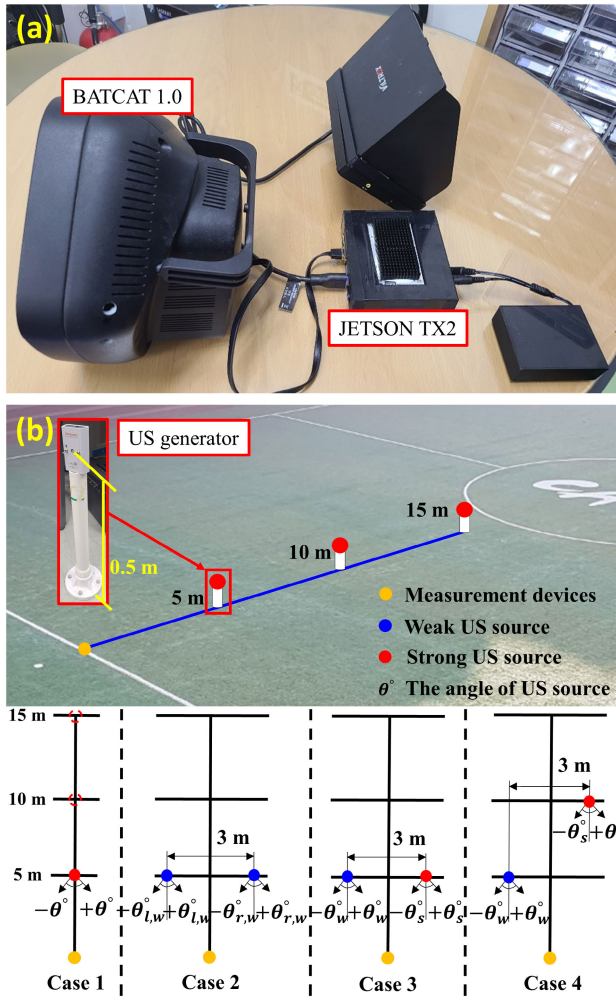 (a)
BATCAT 1.0
VALTRIX
JETSON TX2
(b)
US generator
0.5 m
5 m
10 m
15 m
Measurement devices
Weak US source
Strong US source
θ° The angle of US source
15 m
10 m
5 m
3 m
3 m
3 m
−θ° +θ°
−θ°l,w +θ°l,w −θ°r,w +θ°r,w
−θ°w +θ°w −θ°s +θ°s
−θ°s +θ
−θ°w +θ°w
Case 1
Case 2
Case 3
Case 4